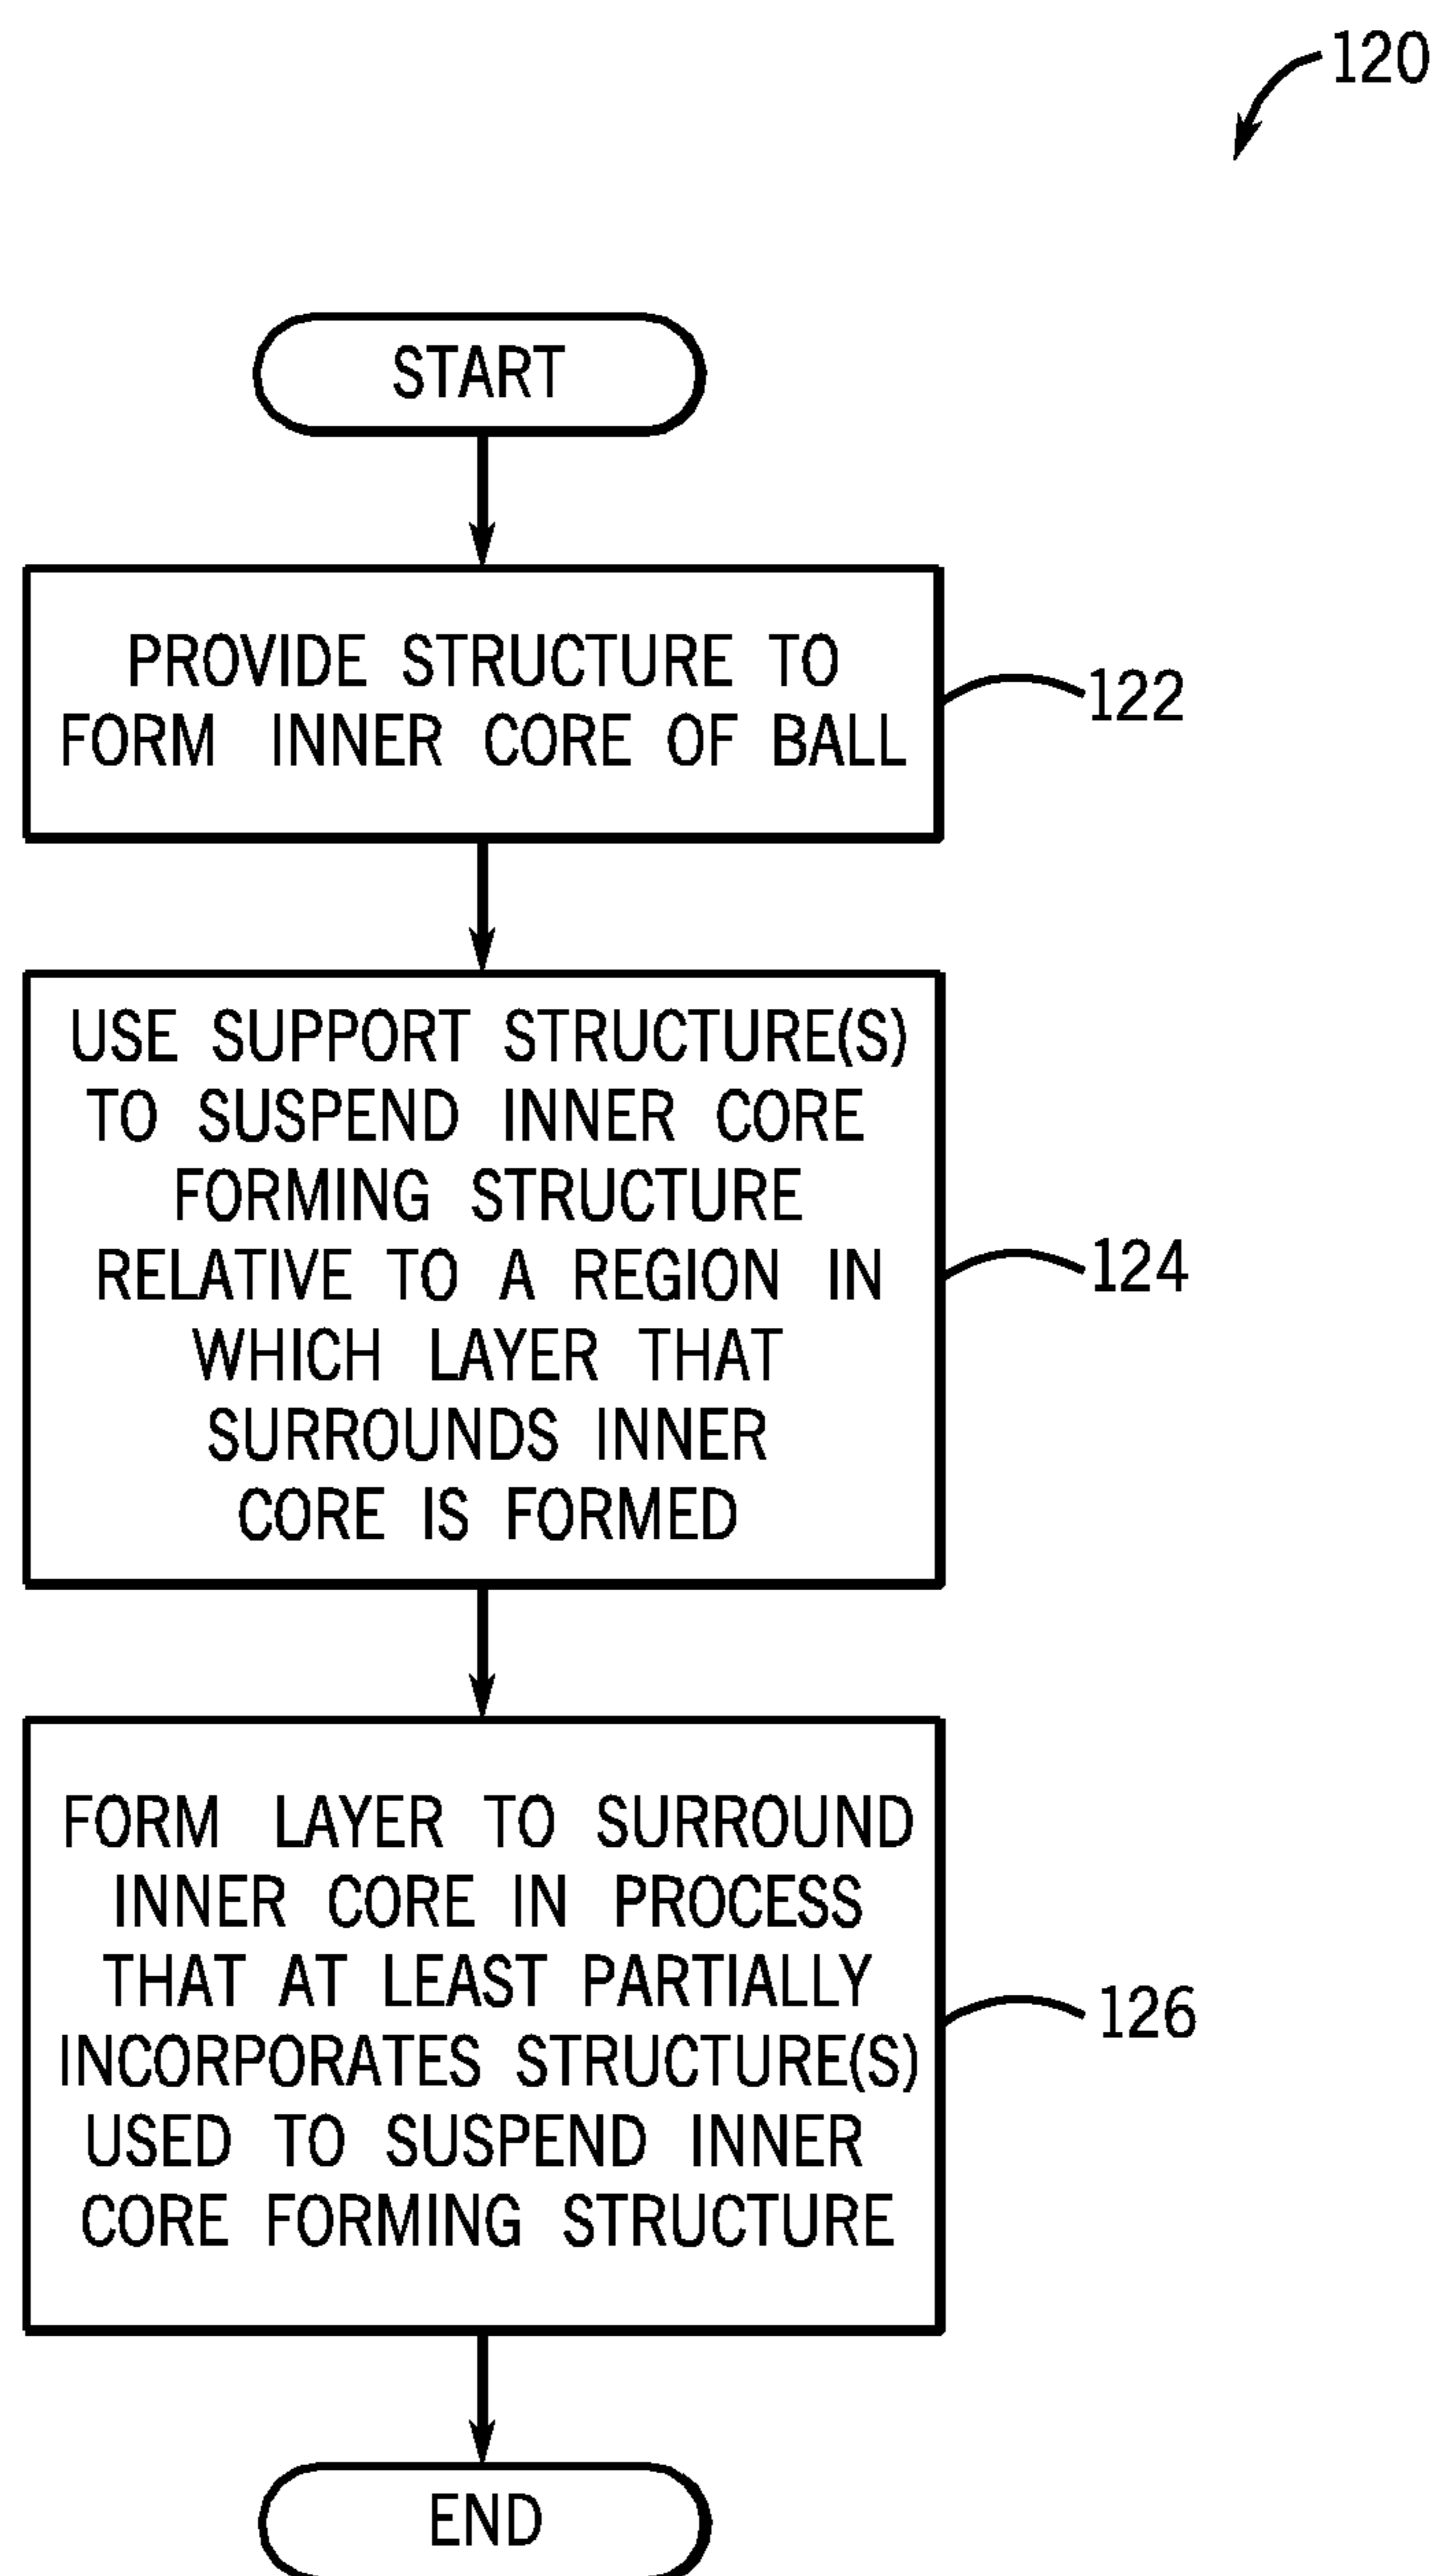 120
START
PROVIDE STRUCTURE TO
FORM INNER CORE OF BALL
122
USE SUPPORT STRUCTURE(S)
TO SUSPEND INNER CORE
FORMING STRUCTURE
RELATIVE TO A REGION IN
WHICH LAYER THAT
SURROUNDS INNER
CORE IS FORMED
124
FORM LAYER TO SURROUND
INNER CORE IN PROCESS
THAT AT LEAST PARTIALLY
INCORPORATES STRUCTURE(S)
USED TO SUSPEND INNER
CORE FORMING STRUCTURE
126
END